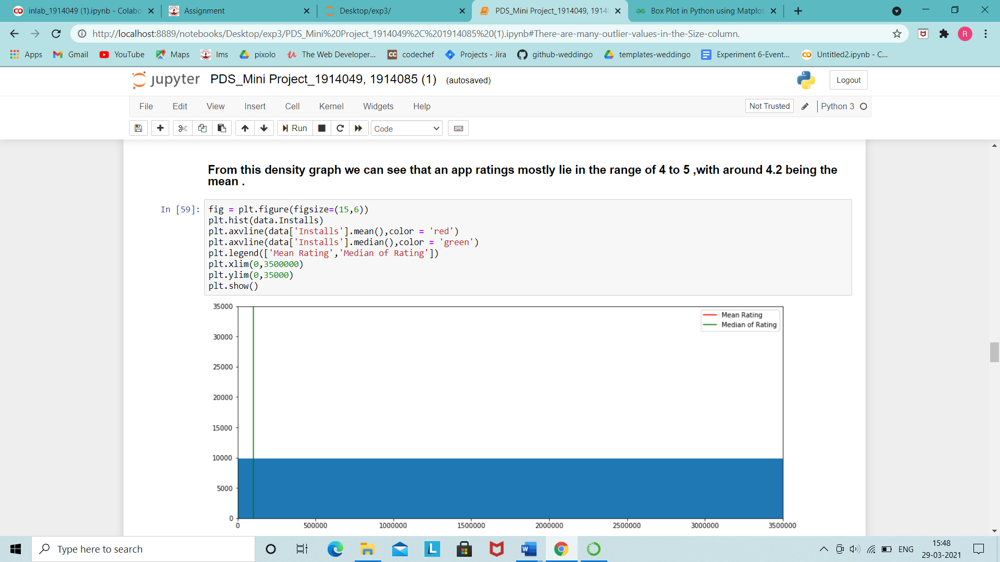 inlab_1914049 (1).ipynb - Colabo
Assignment
Desktop/exp3/
PDS_Mini Project_1914049, 1914
Box Plot in Python using Matplot
http://localhost:8889/notebooks/Desktop/exp3/PDS_Mini%20Project_1914049%2C%201914085%20(1).ipynb#There-are-many-outlier-values-in-the-Size-column.
R
Apps
Gmail
YouTube
Maps
lms
pixolo
The Web Developer...
CC
codechef
Projects - Jira
github-weddingo
templates-weddingo
Experiment 6-Event...
Untitled2.ipynb - C...
jupyter
PDS_Mini Project_1914049, 1914085 (1)
(autosaved)
Logout
File
Edit
View
Insert
Cell
Kernel
Widgets
Help
Not Trusted
Python 3
Run
Code
From this density graph we can see that an app ratings mostly lie in the range of 4 to 5 ,with around 4.2 being the
mean .
In [59]:
fig = plt.figure(figsize=(15,6))
plt.hist(data.Installs)
plt.axvline(data['Installs'].mean(),color = 'red')
plt.axvline(data['Installs'].median(),color = 'green')
plt.legend(['Mean Rating','Median of Rating'])
plt.xlim(0,3500000)
plt.ylim(0,35000)
plt.show()
35000
30000
25000
20000
15000
10000
5000
0
Mean Rating
Median of Rating
0
500000
1000000
1500000
2000000
2500000
3000000
3500000
Type here to search
L
W
ENG
15:48
29-03-2021